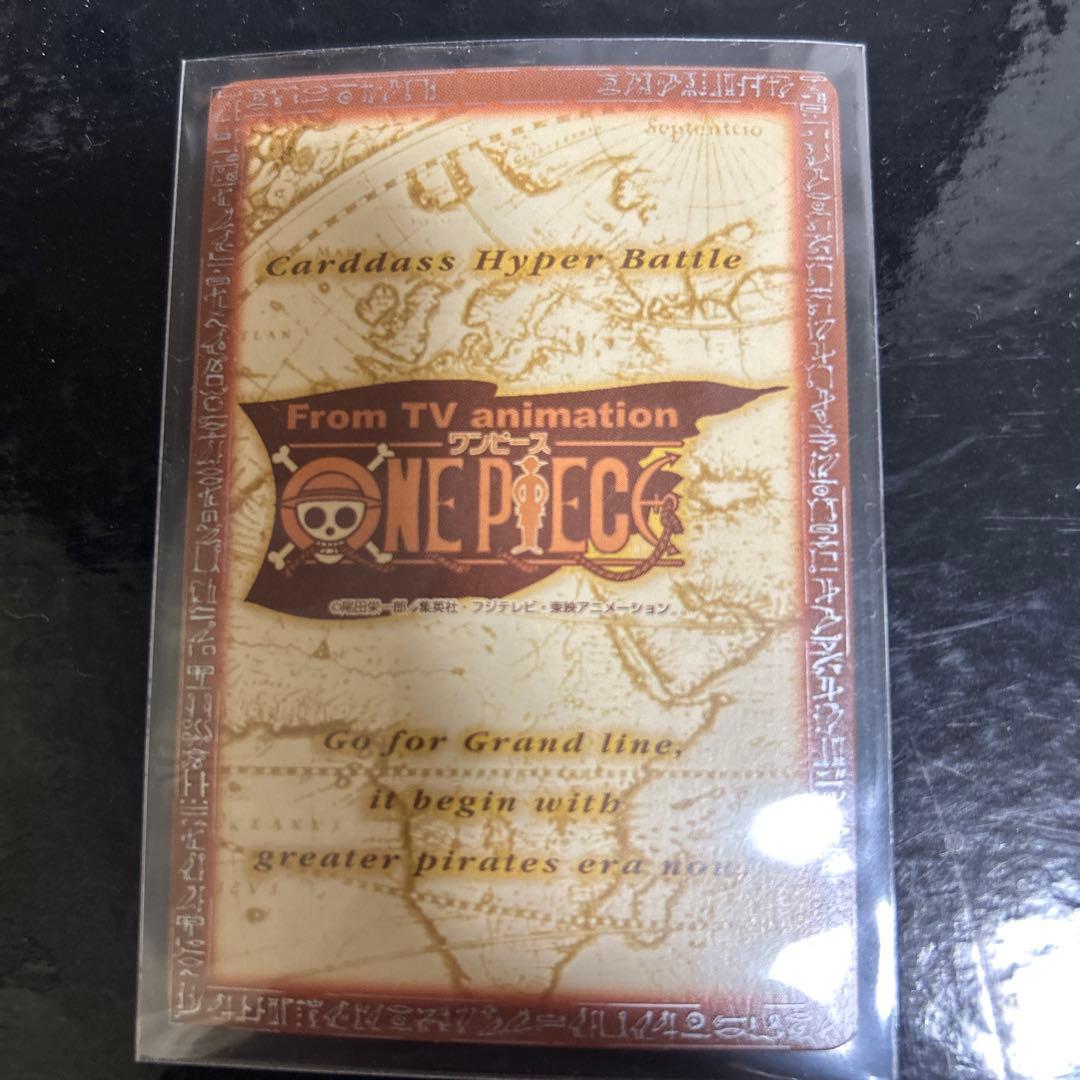 Septentrio
Carddass Hyper Battle
From TV animation
ワンピース
ONE PIECE
©尾田栄一郎/集英社・フジテレビ・東映アニメーション
Go for Grand line,
it begin with
greater pirates era now.